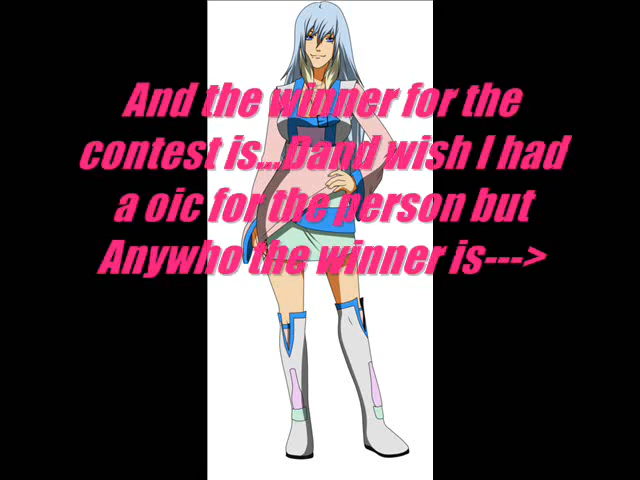 And the winner for the
contest is...Dand wish I had
a oic for the person but
Anywho the winner is--->